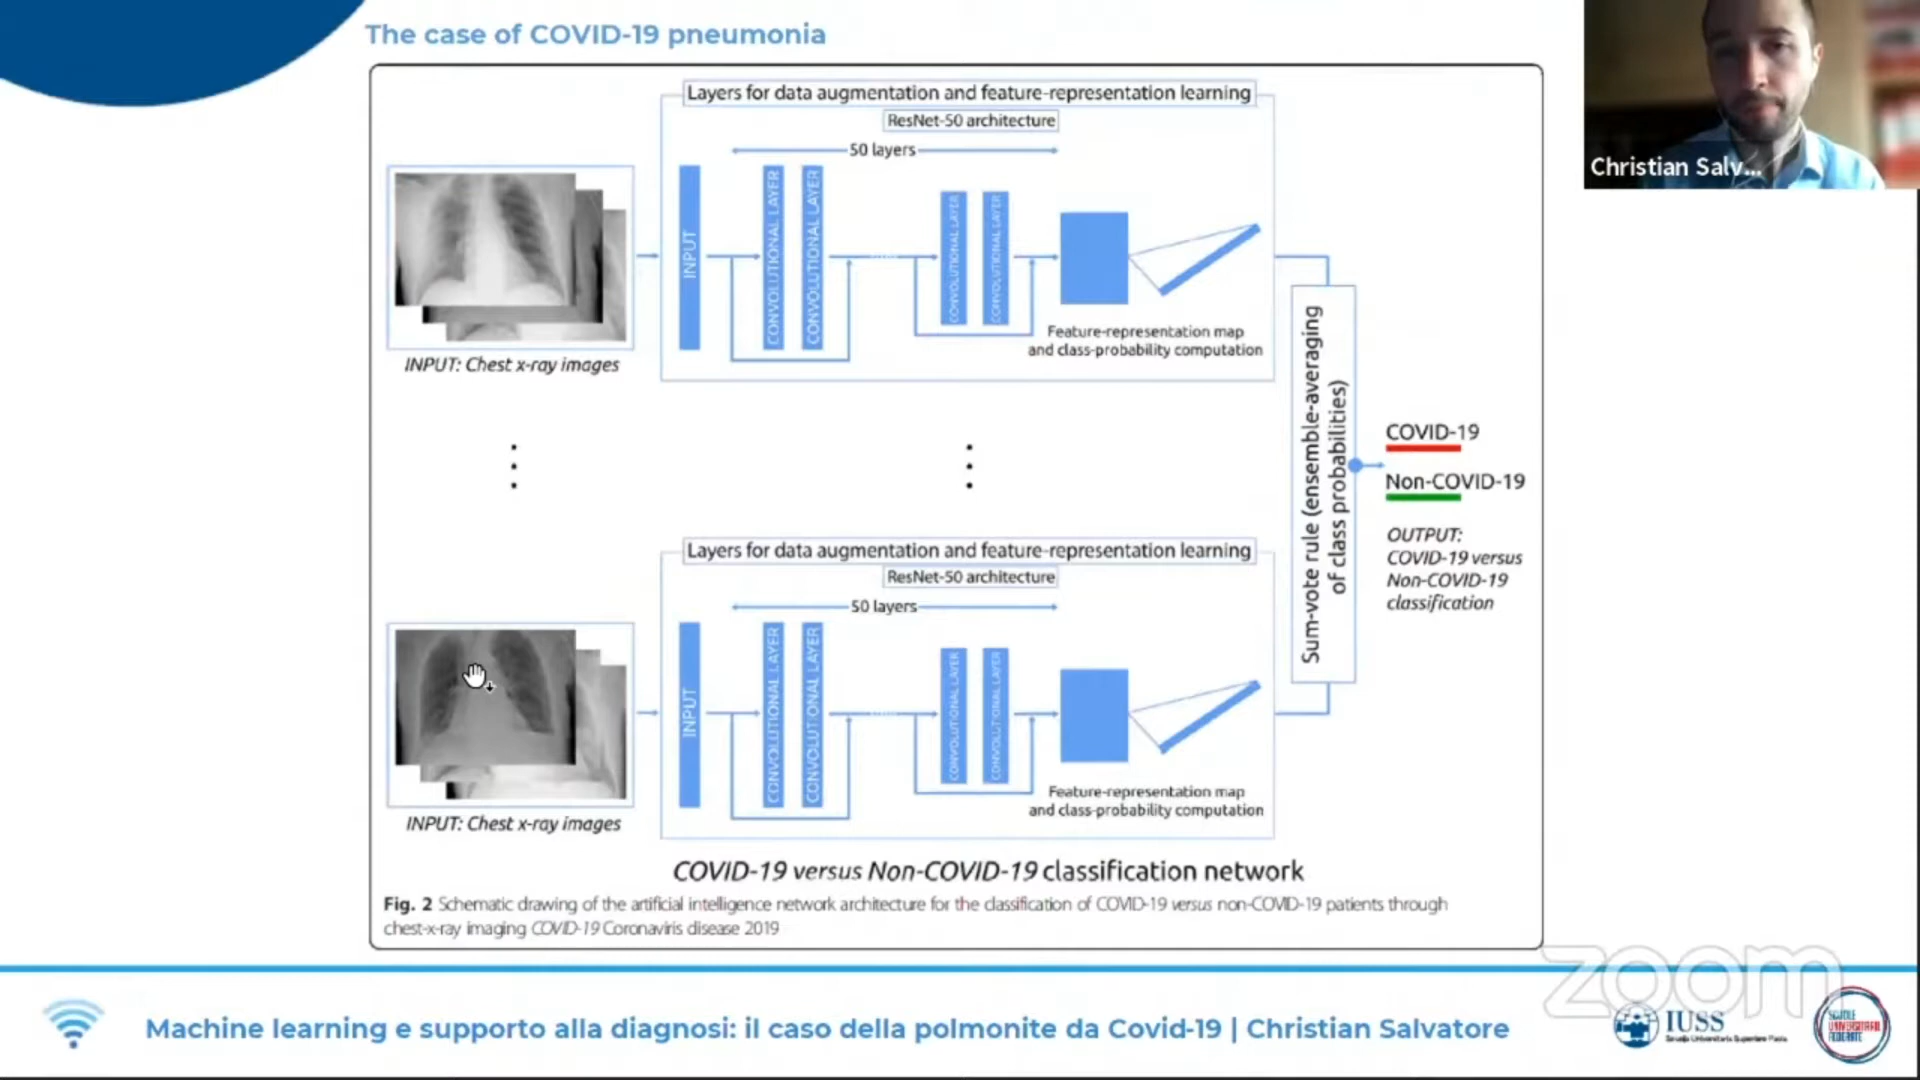 The case of COVID-19 pneumonia
Christian Salv...
Layers for data augmentation and feature-representation learning
ResNet-50 architecture
50 layers
INPUT
CONVOLUTIONAL LAYER
CONVOLUTIONAL LAYER
CONVOLUTIONAL LAYER
CONVOLUTIONAL LAYER
Feature-representation map
and class-probability computation
INPUT: Chest x-ray images
Sum-vote rule (ensemble-averaging
of class probabilities)
COVID-19
Non-COVID-19
OUTPUT:
COVID-19 versus
Non-COVID-19
classification
Layers for data augmentation and feature-representation learning
ResNet-50 architecture
50 layers
INPUT
CONVOLUTIONAL LAYER
CONVOLUTIONAL LAYER
CONVOLUTIONAL LAYER
CONVOLUTIONAL LAYER
Feature-representation map
and class-probability computation
INPUT: Chest x-ray images
COVID-19 versus Non-COVID-19 classification network
Fig. 2 Schematic drawing of the artificial intelligence network architecture for the classification of COVID-19 versus non-COVID-19 patients through
chest-x-ray imaging COVID-19 Coronaviris disease 2019
zoom
Machine learning e supporto alla diagnosi: il caso della polmonite da Covid-19 | Christian Salvatore
IUSS
Scuola Universitaria Superiore Pavia
SCUOLE
UNIVERSITARIE
FEDERATE